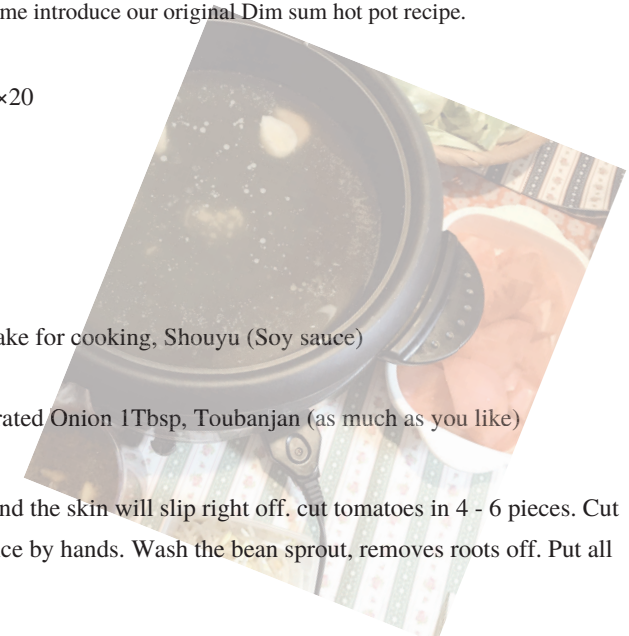 me introduce our original Dim sum hot pot recipe.
×20
ake for cooking, Shouyu (Soy sauce)
rated Onion 1Tbsp, Toubanjan (as much as you like)
nd the skin will slip right off. cut tomatoes in 4 - 6 pieces. Cut
ce by hands. Wash the bean sprout, removes roots off. Put all